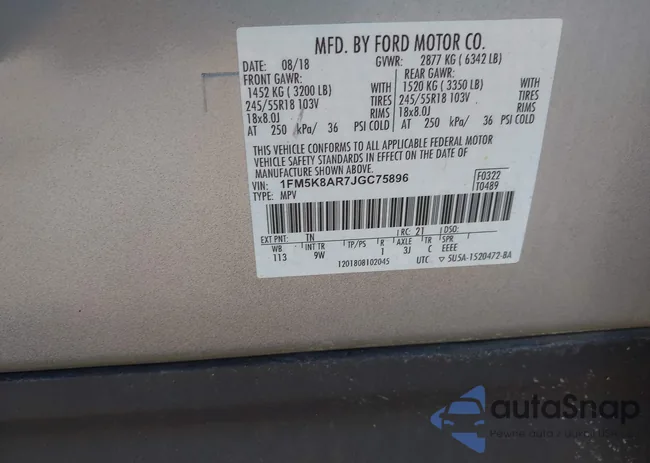 MFD. BY FORD MOTOR CO.
DATE: 08/18 GVWR: 2877 KG ( 6342 LB)
FRONT GAWR: REAR GAWR:
1452 KG ( 3200 LB) 1520 KG ( 3350 LB)
245/55R18 103V TIRES 245/55R18 103V TIRES
18x8.0J RIMS 18x8.0J RIMS
AT 250 kPa/ 36 PSI COLD AT 250 kPa/ 36 PSI COLD
THIS VEHICLE CONFORMS TO ALL APPLICABLE FEDERAL MOTOR
VEHICLE SAFETY STANDARDS IN EFFECT ON THE DATE OF
MANUFACTURE SHOWN ABOVE.
VIN: 1FM5K8AR7JGC75896 F0322
TYPE: MPV T0489
EXT PNT: TN RC: 21 DSO:
WB INT TR TP/PS R AXLE TR SPR
113 9W 1 3J C EEEE
1201808102045 UTC ▽ 5U5A-1520472-BA
autoSnap
Pewne auto z